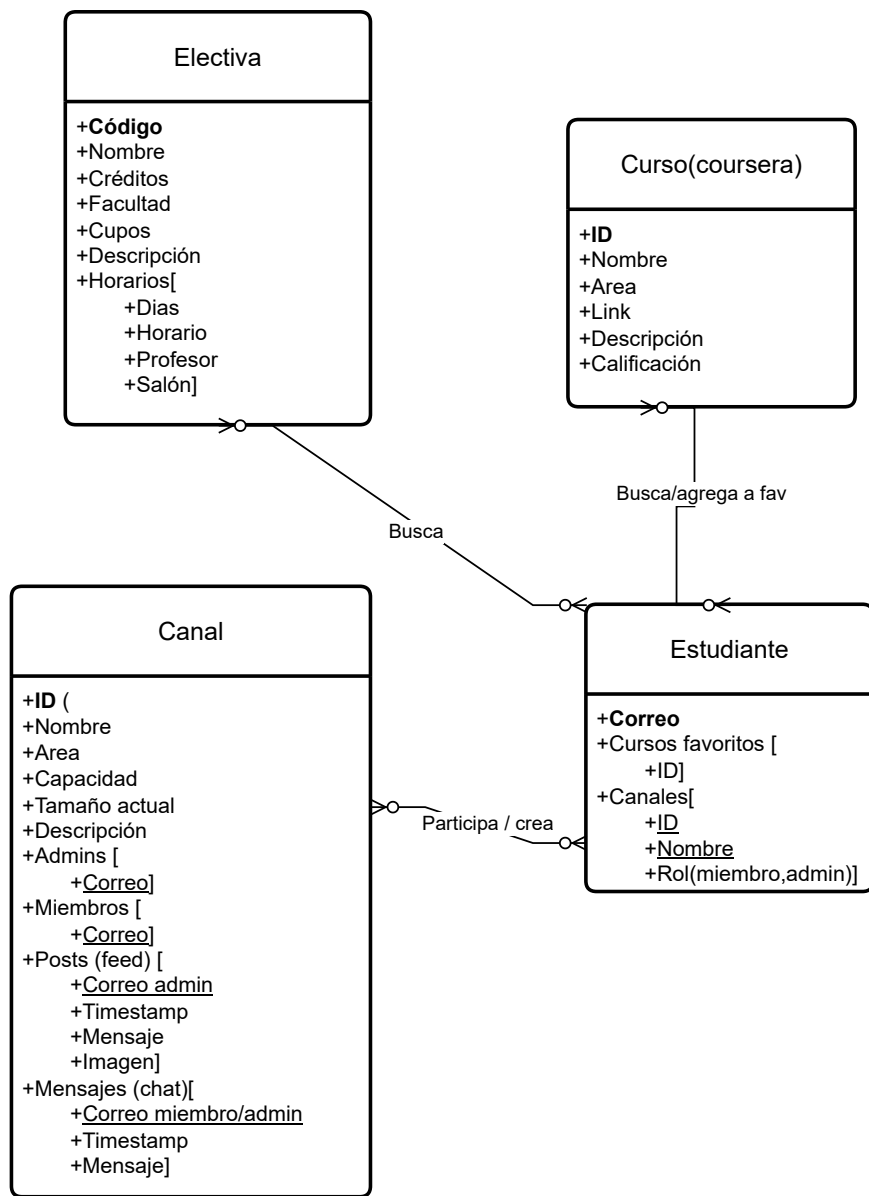 Electiva
+Código
+Nombre
+Créditos
+Facultad
+Cupos
+Descripción
+Horarios[
+Dias
+Horario
+Profesor
+Salón]
Curso(coursera)
+ID
+Nombre
+Area
+Link
+Descripción
+Calificación
Busca/agrega a fav
Busca
Canal
+ID (
+Nombre
+Area
+Capacidad
+Tamaño actual
+Descripción
+Admins [
+Correo]
+Miembros [
+Correo]
+Posts (feed) [
+Correo admin
+Timestamp
+Mensaje
+Imagen]
+Mensajes (chat)[
+Correo miembro/admin
+Timestamp
+Mensaje]
Participa / crea
Estudiante
+Correo
+Cursos favoritos [
+ID]
+Canales[
+ID
+Nombre
+Rol(miembro,admin)]